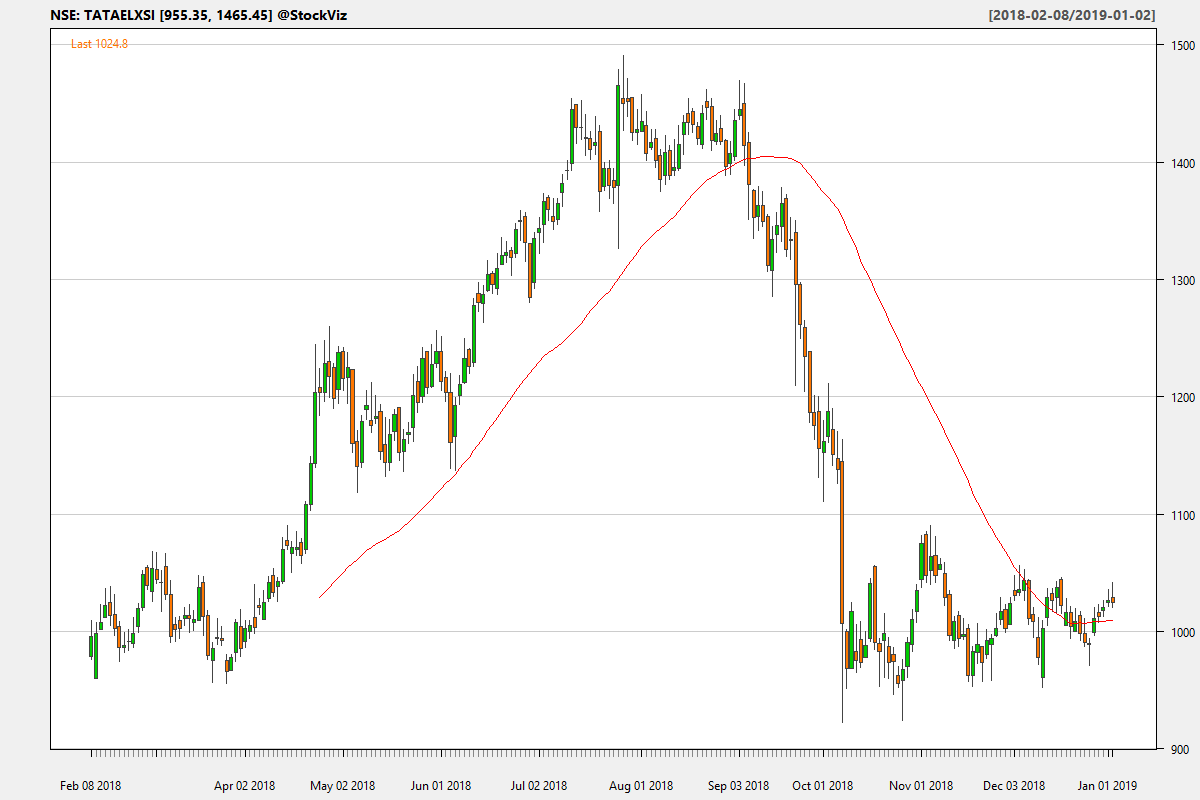 NSE: TATAELXSI [955.35, 1465.45] @StockViz [2018-02-08/2019-01-02]
Last 1024.8
1500
1400
1300
1200
1100
1000
900
Feb 08 2018 Apr 02 2018 May 02 2018 Jun 01 2018 Jul 02 2018 Aug 01 2018 Sep 03 2018 Oct 01 2018 Nov 01 2018 Dec 03 2018 Jan 01 2019